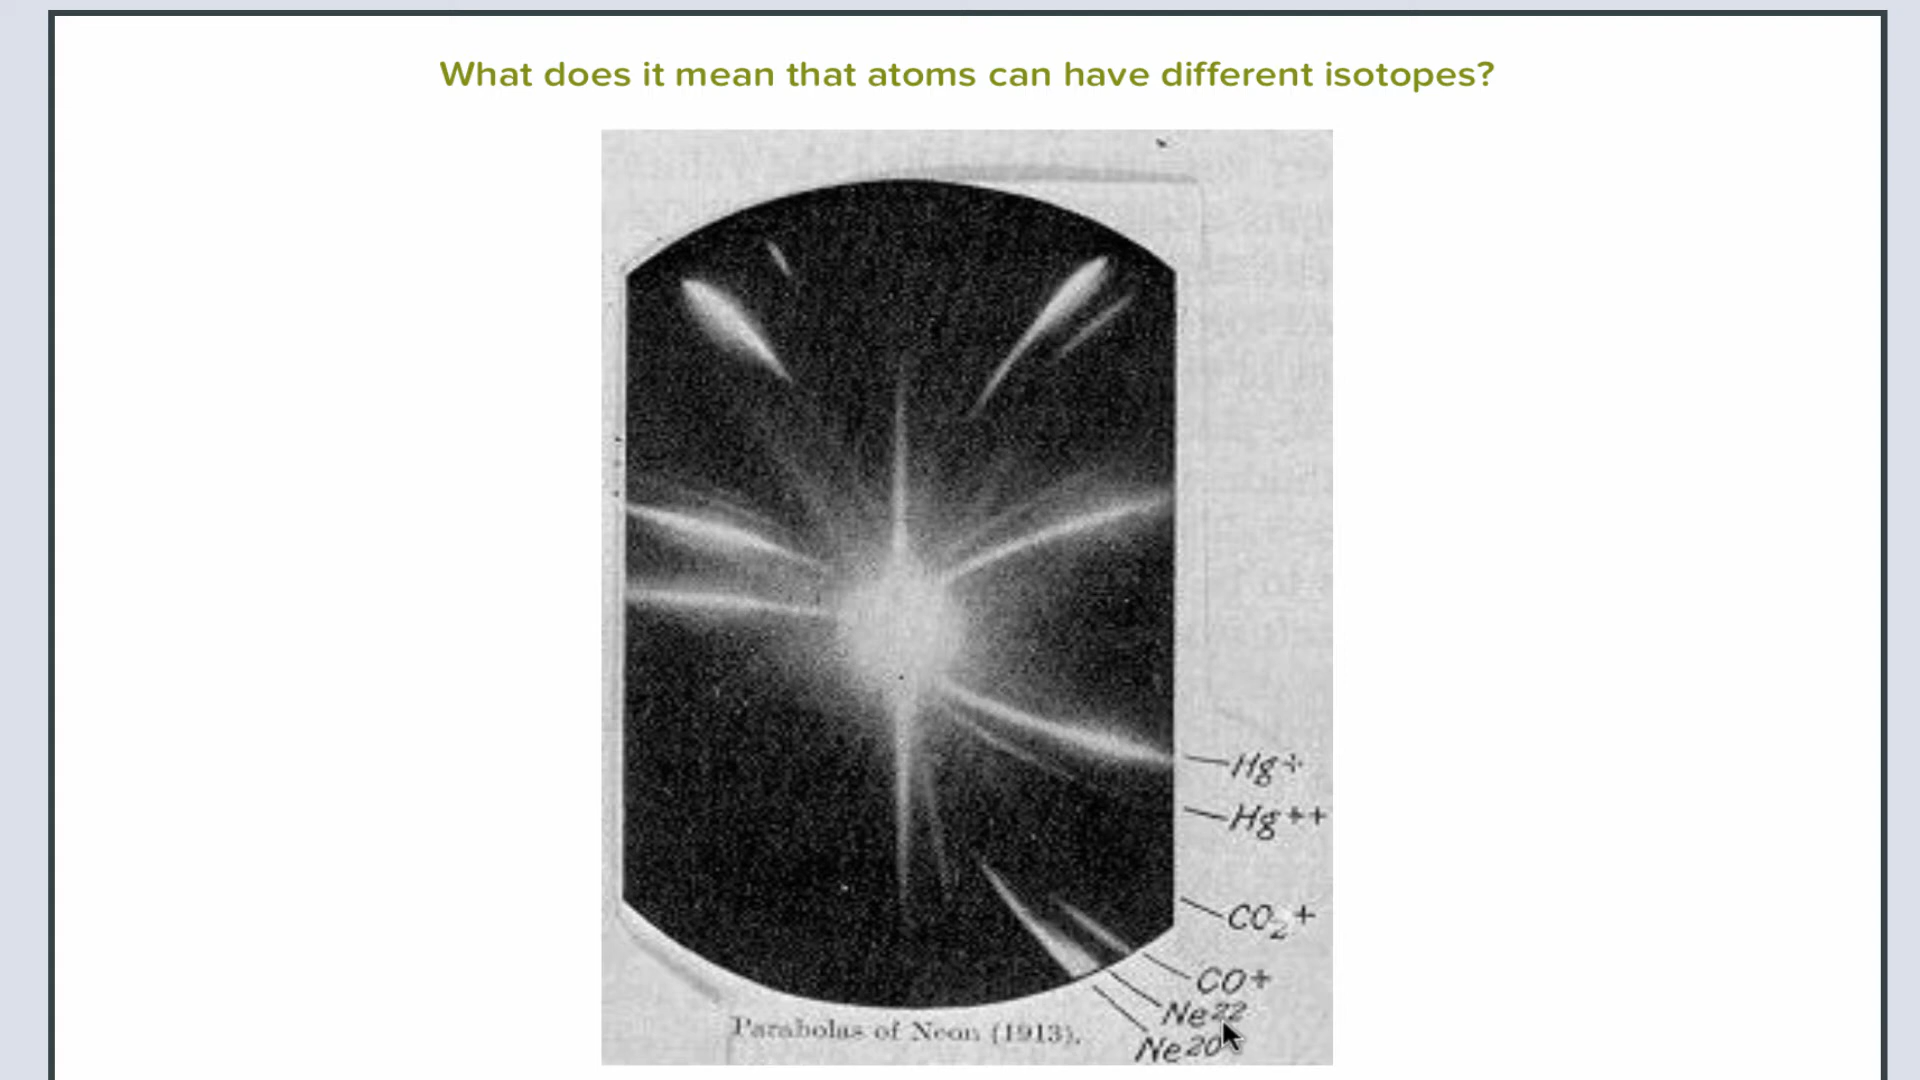 What does it mean that atoms can have different isotopes?
Hg+
Hg++
CO2+
CO+
Ne22
Ne20
Parabolas of Neon (1913).